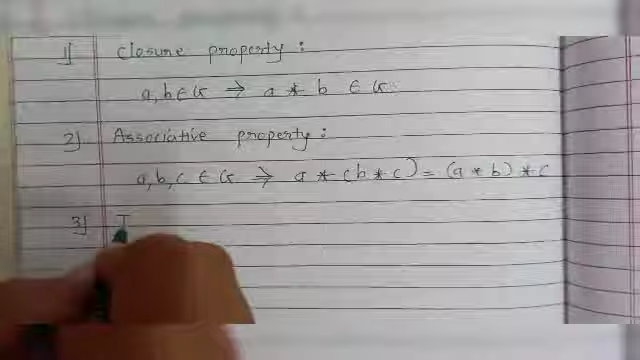 1] Closure property :
a, b ∈ G ⇒ a * b ∈ G.
2] Associative property :
a, b, c ∈ G ⇒ a * (b * c) = (a * b) * c
3] I